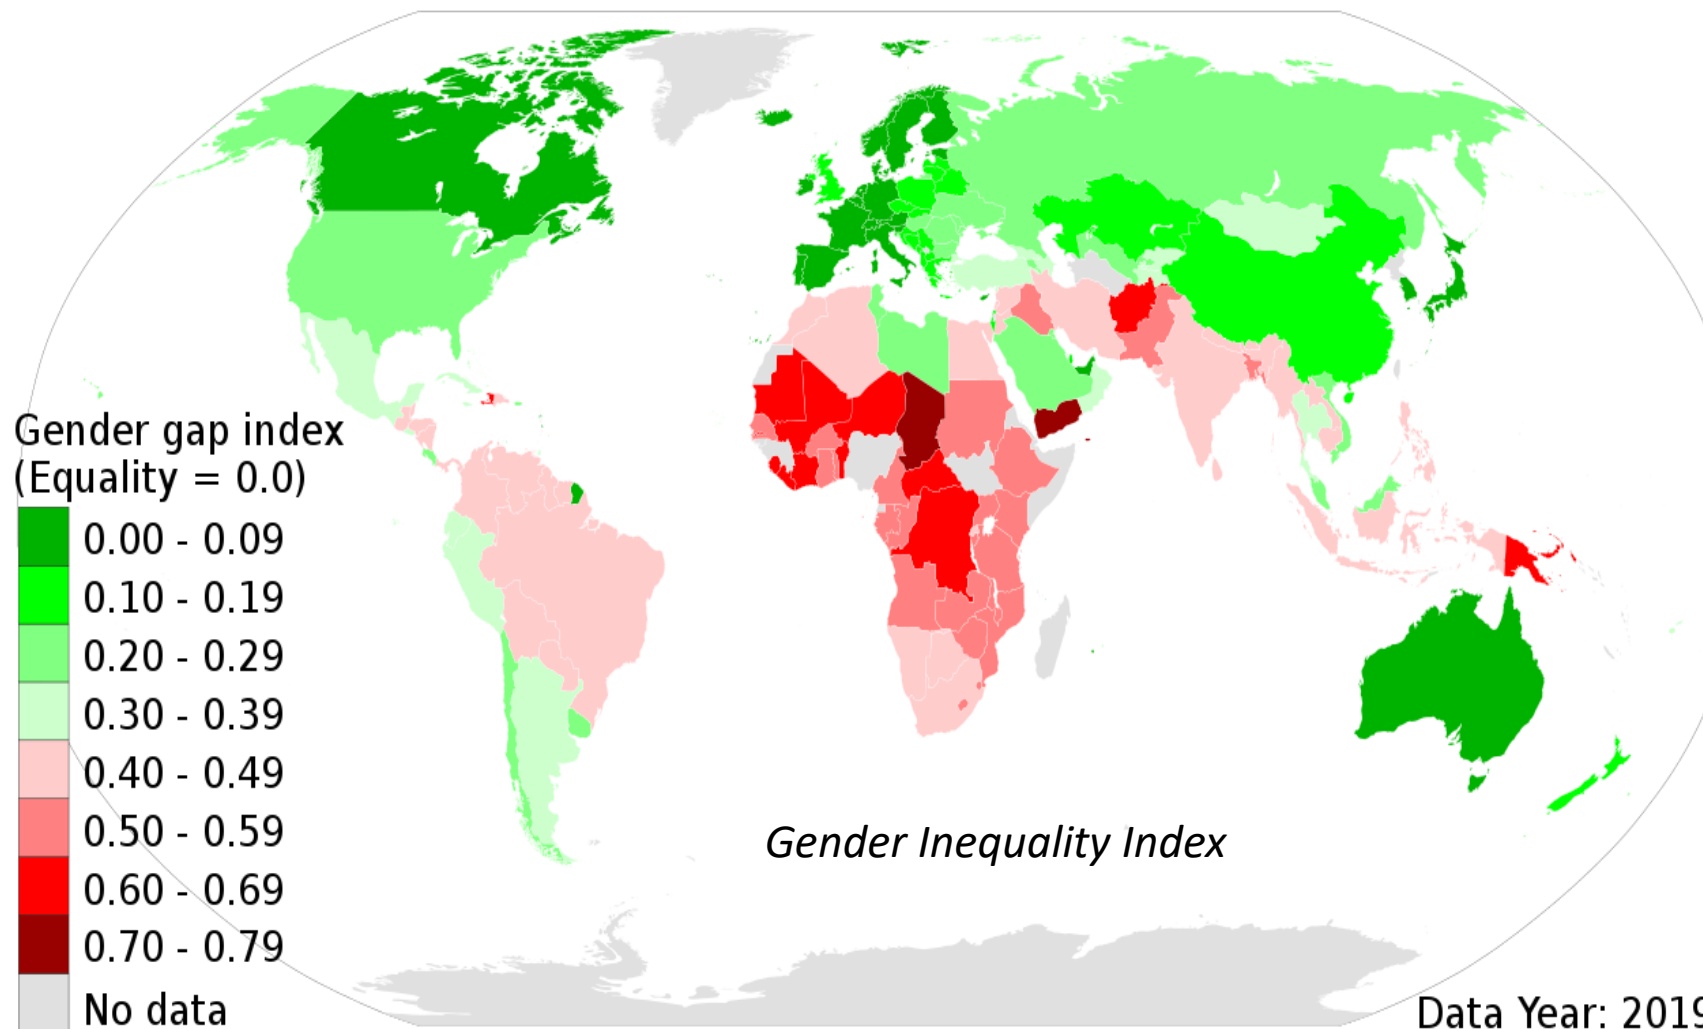 Gender gap index
(Equality = 0.0)
0.00 - 0.09
0.10 - 0.19
0.20 - 0.29
0.30 - 0.39
0.40 - 0.49
0.50 - 0.59
0.60 - 0.69
0.70 - 0.79
No data
Gender Inequality Index
Data Year: 2019